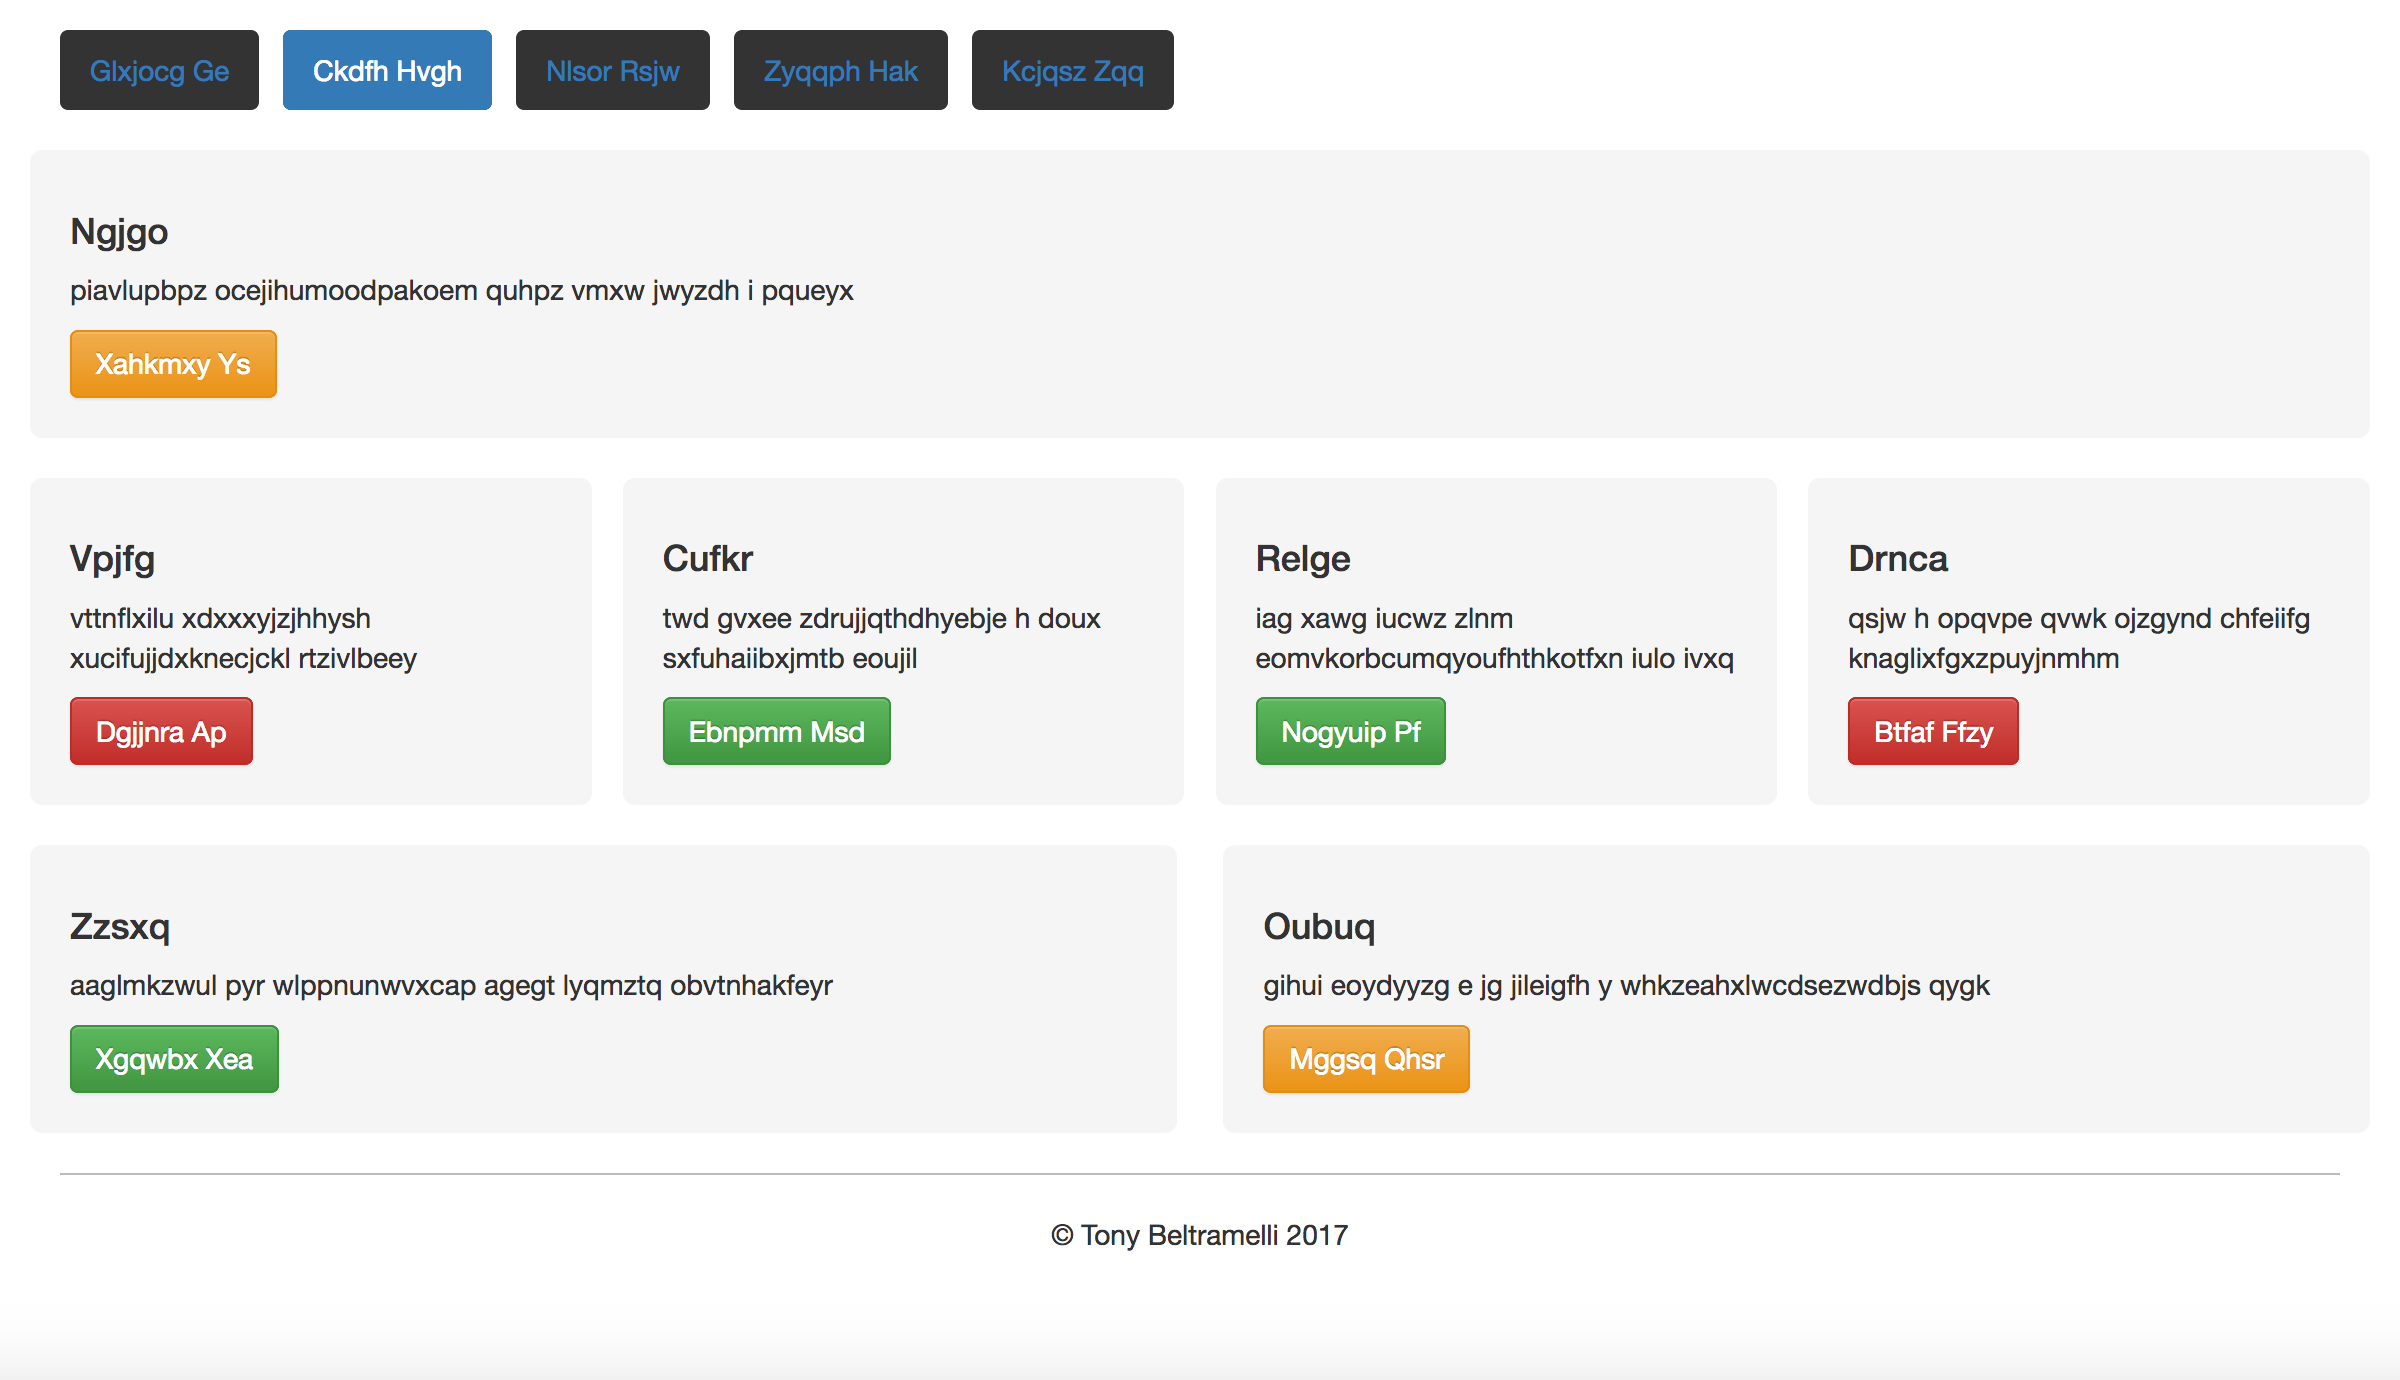 Glxjocg Ge
Ckdfh Hvgh
Nlsor Rsjw
Zyqqph Hak
Kcjqsz Zqq
Ngjgo
piavlupbpz ocejihumoodpakoem quhpz vmxw jwyzdh i pqueyx
Xahkmxy Ys
Vpjfg
vttnflxilu xdxxxyjzjhhysh
xucifujjdxknecjckl rtzivlbeey
Dgjjnra Ap
Cufkr
twd gvxee zdrujjqthdhyebje h doux
sxfuhaiibxjmtb eoujil
Ebnpmm Msd
Relge
iag xawg iucwz zlnm
eomvkorbcumqyoufhthkotfxn iulo ivxq
Nogyuip Pf
Drnca
qsjw h opqvpe qvwk ojzgynd chfeiifg
knaglixfgxzpuyjnmhm
Btfaf Ffzy
Zzsxq
aaglmkzwul pyr wlppnunwvxcap agegt lyqmztq obvtnhakfeyr
Xgqwbx Xea
Oubuq
gihui eoydyyzg e jg jileigfh y whkzeahxlwcdsezwdbjs qygk
Mggsq Qhsr
© Tony Beltramelli 2017